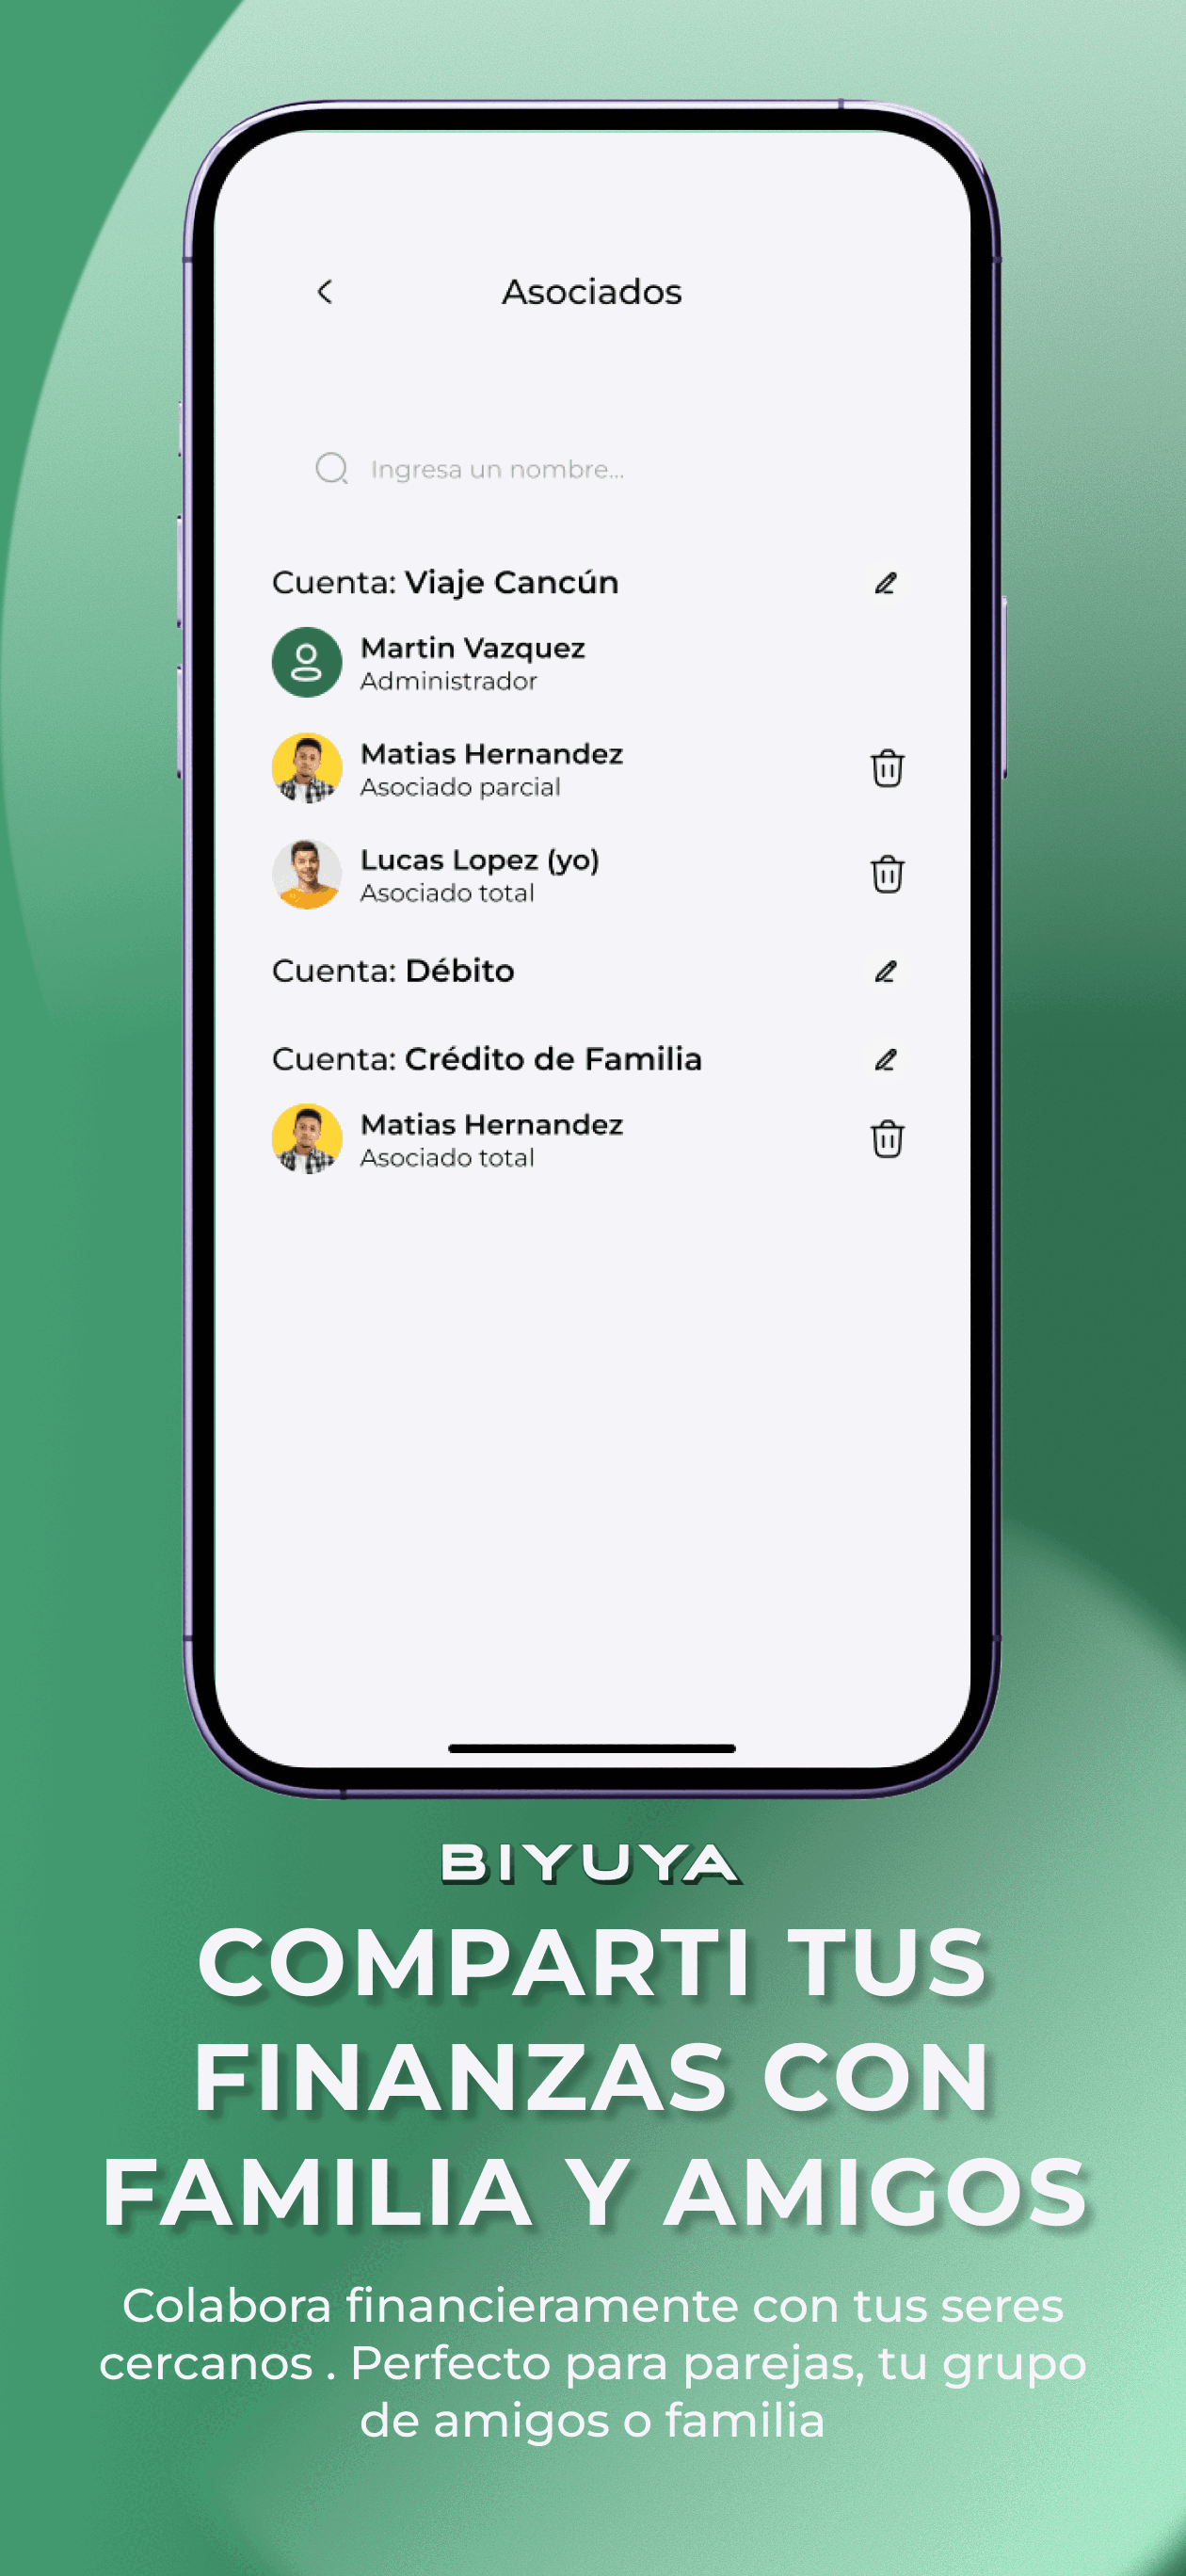 Asociados
Ingresa un nombre...
Cuenta: Viaje Cancún
Martin Vazquez
Administrador
Matias Hernandez
Asociado parcial
Lucas Lopez (yo)
Asociado total
Cuenta: Débito
Cuenta: Crédito de Familia
Matias Hernandez
Asociado total
BIYUYA
COMPARTI TUS
FINANZAS CON
FAMILIA Y AMIGOS
Colabora financieramente con tus seres
cercanos . Perfecto para parejas, tu grupo
de amigos o familia